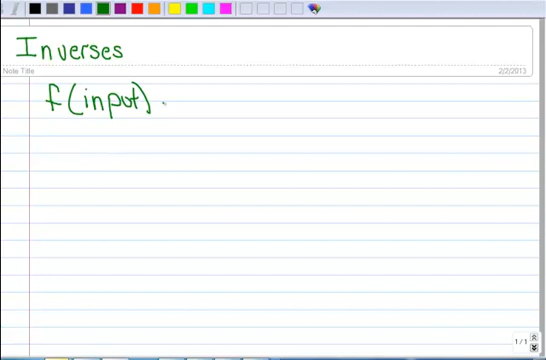 Inverses
Note Title
2/2/2013
f(input)
1/1